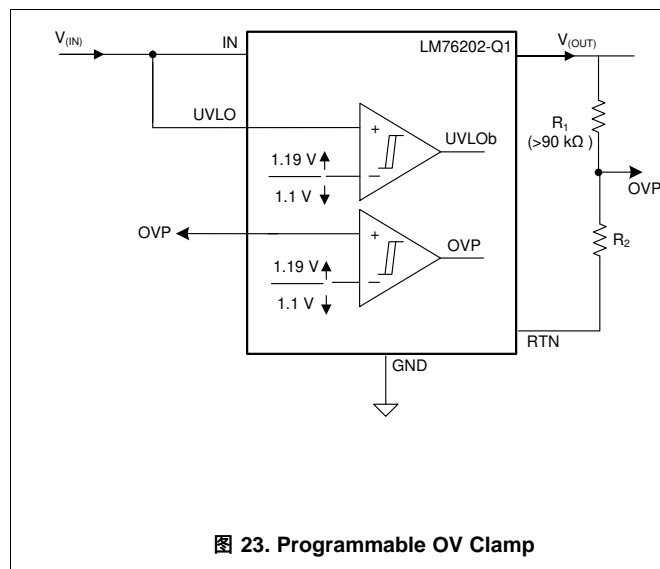 V(IN)
IN
LM76202-Q1
V(OUT)
UVLO
R1
(>90 kΩ )
+
UVLOb
1.19 V
–
1.1 V
OVP
OVP
+
OVP
R2
1.19 V
–
1.1 V
RTN
GND
图 23. Programmable OV Clamp